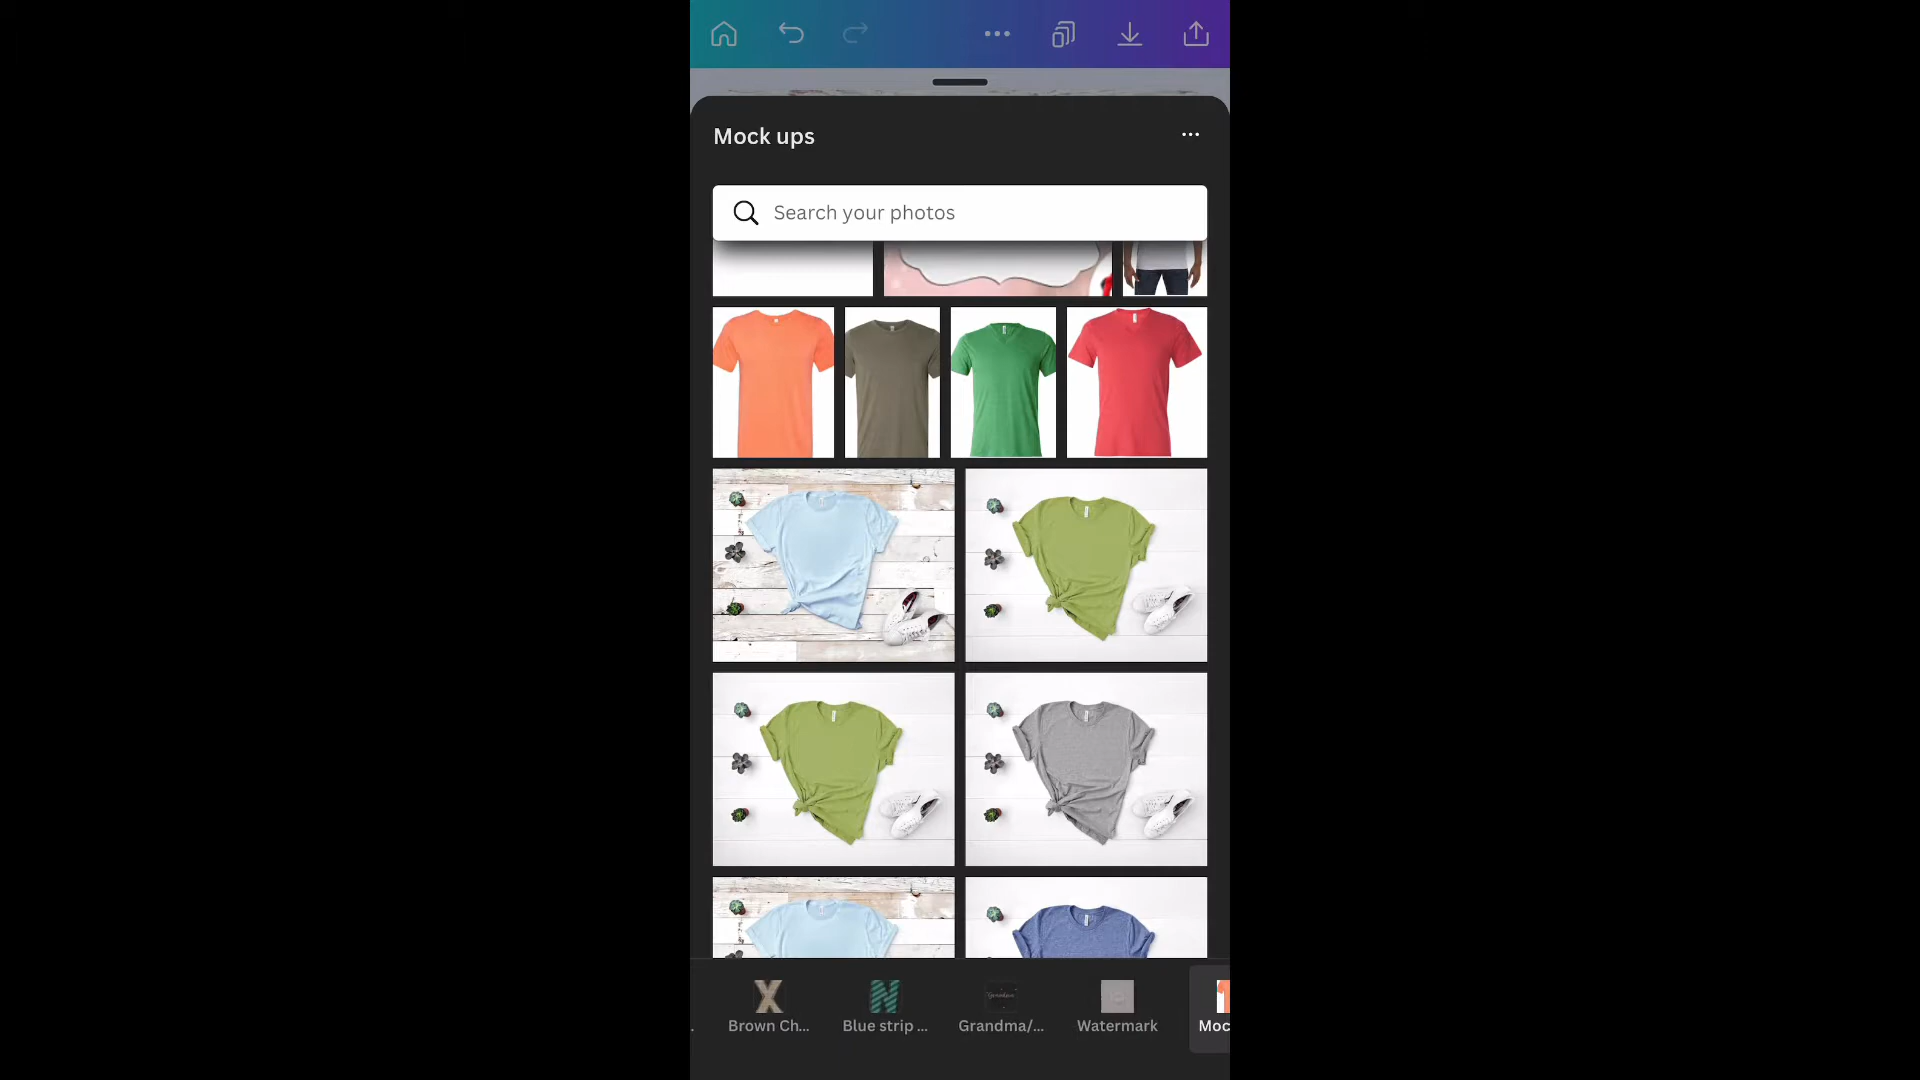 Mock ups
Search your photos
Brown Ch...
Blue strip ...
Grandma/...
Watermark
Moc